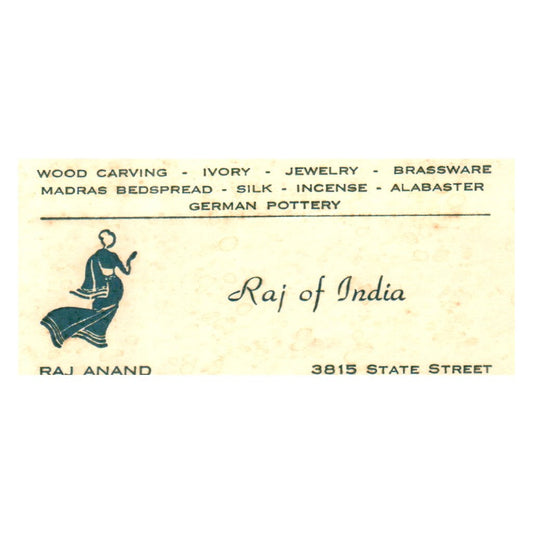 WOOD CARVING - IVORY - JEWELRY - BRASSWARE
MADRAS BEDSPREAD - SILK - INCENSE - ALABASTER
GERMAN POTTERY
Raj of India
RAJ ANAND 3815 STATE STREET